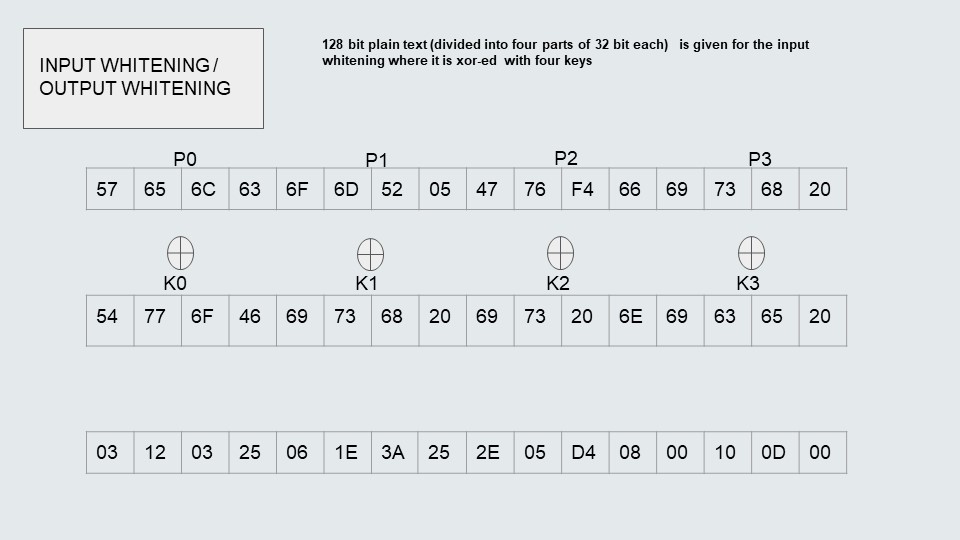 INPUT WHITENING /
OUTPUT WHITENING
128 bit plain text (divided into four parts of 32 bit each) is given for the input
whitening where it is xor-ed with four keys
P0 P1 P2 P3
57 65 6C 63 6F 6D 52 05 47 76 F4 66 69 73 68 20
K0 K1 K2 K3
54 77 6F 46 69 73 68 20 69 73 20 6E 69 63 65 20
03 12 03 25 06 1E 3A 25 2E 05 D4 08 00 10 0D 00